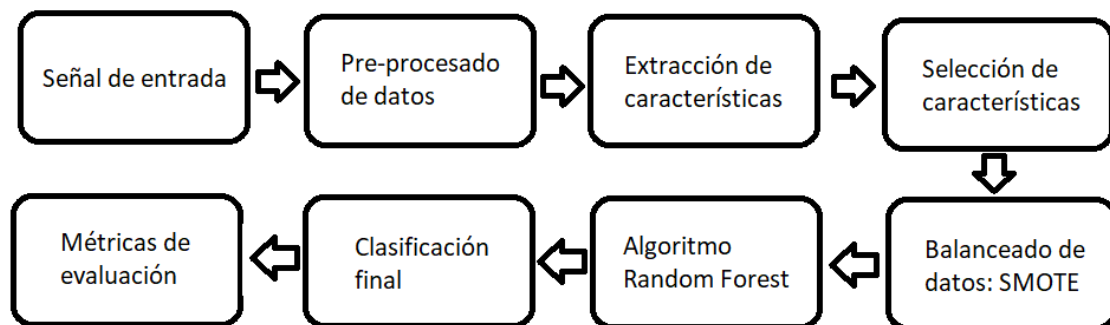 Señal de entrada
Pre-procesado
de datos
Extracción de
características
Selección de
características
Balanceado de
datos: SMOTE
Algoritmo
Random Forest
Clasificación
final
Métricas de
evaluación